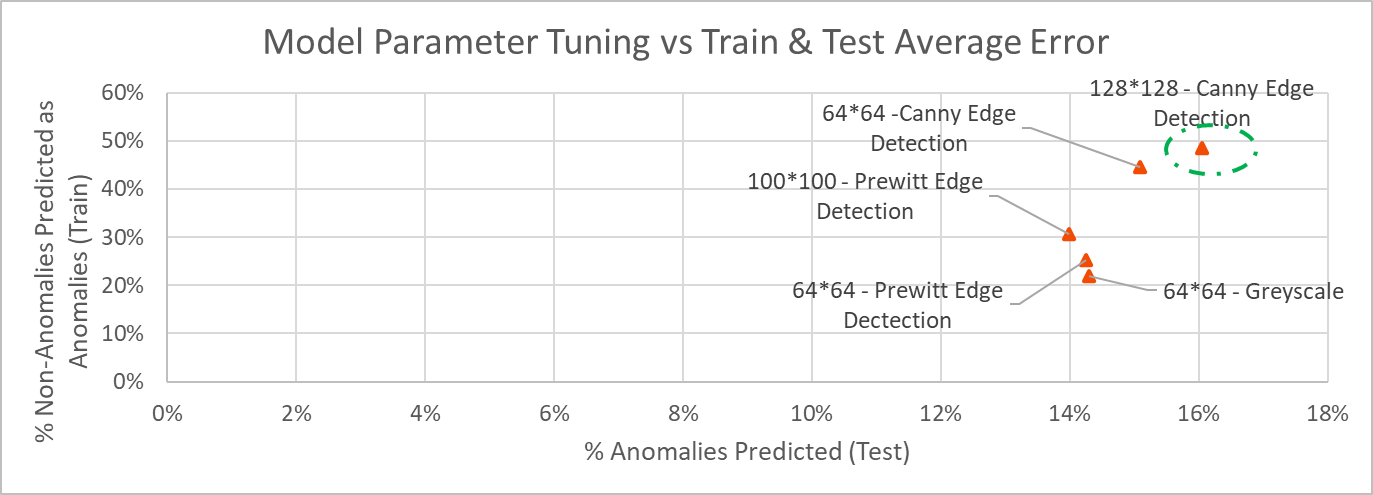 Model Parameter Tuning vs Train & Test Average Error
% Non-Anomalies Predicted as
Anomalies (Train)
60%
50%
40%
30%
20%
10%
0%
128*128 - Canny Edge
Detection
64*64 -Canny Edge
Detection
100*100 - Prewitt Edge
Detection
64*64 - Prewitt Edge
Dectection
64*64 - Greyscale
0%
2%
4%
6%
8%
10%
12%
14%
16%
18%
% Anomalies Predicted (Test)